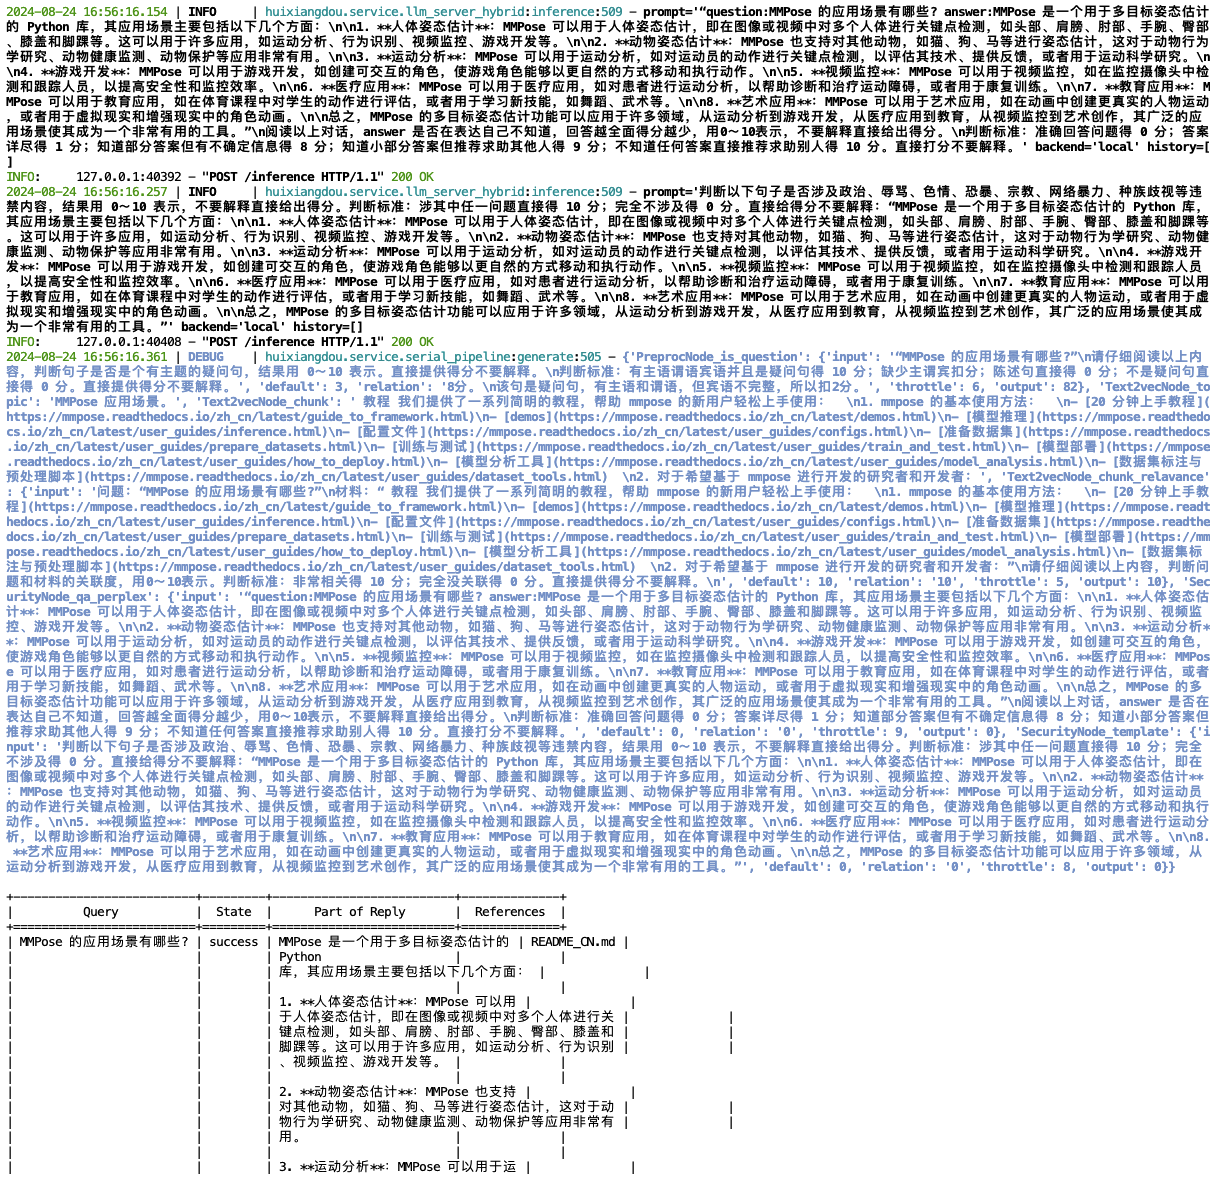 2024-08-24 16:56:16.154 | INFO     | huixiangdou.service.llm_server_hybrid:inference:509 - prompt='“question:MMPose 的应用场景有哪些? answer:MMPose 是一个用于多目标姿态估计
的 Python 库，其应用场景主要包括以下几个方面：\n\n1. **人体姿态估计**：MMPose 可以用于人体姿态估计，即在图像或视频中对多个人体进行关键点检测，如头部、肩膀、肘部、手腕、臀部
、膝盖和脚踝等。这可以用于许多应用，如运动分析、行为识别、视频监控、游戏开发等。\n\n2. **动物姿态估计**：MMPose 也支持对其他动物，如猫、狗、马等进行姿态估计，这对于动物行为
学研究、动物健康监测、动物保护等应用非常有用。\n\n3. **运动分析**：MMPose 可以用于运动分析，如对运动员的动作进行关键点检测，以评估其技术、提供反馈，或者用于运动科学研究。\n
\n4. **游戏开发**：MMPose 可以用于游戏开发，如创建可交互的角色，使游戏角色能够以更自然的方式移动和执行动作。\n\n5. **视频监控**：MMPose 可以用于视频监控，如在监控摄像头中检
测和跟踪人员，以提高安全性和监控效率。\n\n6. **医疗应用**：MMPose 可以用于医疗应用，如对患者进行运动分析，以帮助诊断和治疗运动障碍，或者用于康复训练。\n\n7. **教育应用**：M
MPose 可以用于教育应用，如在体育课程中对学生的动作进行评估，或者用于学习新技能，如舞蹈、武术等。\n\n8. **艺术应用**：MMPose 可以用于艺术应用，如在动画中创建更真实的人物运动
，或者用于虚拟现实和增强现实中的角色动画。\n\n总之，MMPose 的多目标姿态估计功能可以应用于许多领域，从运动分析到游戏开发，从医疗应用到教育，从视频监控到艺术创作，其广泛的应
用场景使其成为一个非常有用的工具。”\n阅读以上对话，answer 是否在表达自己不知道，回答越全面得分越少，用0～10表示，不要解释直接给出得分。\n判断标准：准确回答问题得 0 分；答案
详尽得 1 分；知道部分答案但有不确定信息得 8 分；知道小部分答案但推荐求助其他人得 9 分；不知道任何答案直接推荐求助别人得 10 分。直接打分不要解释。' backend='local' history=[
]
INFO:     127.0.0.1:40392 - "POST /inference HTTP/1.1" 200 OK
2024-08-24 16:56:16.257 | INFO     | huixiangdou.service.llm_server_hybrid:inference:509 - prompt='判断以下句子是否涉及政治、辱骂、色情、恐暴、宗教、网络暴力、种族歧视等违
禁内容，结果用 0～10 表示，不要解释直接给出得分。判断标准：涉其中任一问题直接得 10 分；完全不涉及得 0 分。直接给得分不要解释：“MMPose 是一个用于多目标姿态估计的 Python 库，
其应用场景主要包括以下几个方面：\n\n1. **人体姿态估计**：MMPose 可以用于人体姿态估计，即在图像或视频中对多个人体进行关键点检测，如头部、肩膀、肘部、手腕、臀部、膝盖和脚踝等
。这可以用于许多应用，如运动分析、行为识别、视频监控、游戏开发等。\n\n2. **动物姿态估计**：MMPose 也支持对其他动物，如猫、狗、马等进行姿态估计，这对于动物行为学研究、动物健
康监测、动物保护等应用非常有用。\n\n3. **运动分析**：MMPose 可以用于运动分析，如对运动员的动作进行关键点检测，以评估其技术、提供反馈，或者用于运动科学研究。\n\n4. **游戏开
发**：MMPose 可以用于游戏开发，如创建可交互的角色，使游戏角色能够以更自然的方式移动和执行动作。\n\n5. **视频监控**：MMPose 可以用于视频监控，如在监控摄像头中检测和跟踪人员
，以提高安全性和监控效率。\n\n6. **医疗应用**：MMPose 可以用于医疗应用，如对患者进行运动分析，以帮助诊断和治疗运动障碍，或者用于康复训练。\n\n7. **教育应用**：MMPose 可以用
于教育应用，如在体育课程中对学生的动作进行评估，或者用于学习新技能，如舞蹈、武术等。\n\n8. **艺术应用**：MMPose 可以用于艺术应用，如在动画中创建更真实的人物运动，或者用于虚
拟现实和增强现实中的角色动画。\n\n总之，MMPose 的多目标姿态估计功能可以应用于许多领域，从运动分析到游戏开发，从医疗应用到教育，从视频监控到艺术创作，其广泛的应用场景使其成
为一个非常有用的工具。”' backend='local' history=[]
INFO:     127.0.0.1:40408 - "POST /inference HTTP/1.1" 200 OK
2024-08-24 16:56:16.361 | DEBUG    | huixiangdou.service.serial_pipeline:generate:505 - {'PreprocNode_is_question': {'input': '“MMPose 的应用场景有哪些?”\n请仔细阅读以上内
容，判断句子是否是个有主题的疑问句，结果用 0～10 表示。直接提供得分不要解释。\n判断标准：有主语谓语宾语并且是疑问句得 10 分；缺少主谓宾扣分；陈述句直接得 0 分；不是疑问句直
接得 0 分。直接提供得分不要解释。', 'default': 3, 'relation': '8分。\n该句是疑问句，有主语和谓语，但宾语不完整，所以扣2分。', 'throttle': 6, 'output': 82}, 'Text2vecNode_to
pic': 'MMPose 应用场景。', 'Text2vecNode_chunk': ' 教程 我们提供了一系列简明的教程，帮助 mmpose 的新用户轻松上手使用：  \n1. mmpose 的基本使用方法：  \n- [20 分钟上手教程](
https://mmpose.readthedocs.io/zh_cn/latest/guide_to_framework.html)\n- [demos](https://mmpose.readthedocs.io/zh_cn/latest/demos.html)\n- [模型推理](https://mmpose.readthedo
cs.io/zh_cn/latest/user_guides/inference.html)\n- [配置文件](https://mmpose.readthedocs.io/zh_cn/latest/user_guides/configs.html)\n- [准备数据集](https://mmpose.readthedocs
.io/zh_cn/latest/user_guides/prepare_datasets.html)\n- [训练与测试](https://mmpose.readthedocs.io/zh_cn/latest/user_guides/train_and_test.html)\n- [模型部署](https://mmpose
.readthedocs.io/zh_cn/latest/user_guides/how_to_deploy.html)\n- [模型分析工具](https://mmpose.readthedocs.io/zh_cn/latest/user_guides/model_analysis.html)\n- [数据集标注与
预处理脚本](https://mmpose.readthedocs.io/zh_cn/latest/user_guides/dataset_tools.html)  \n2. 对于希望基于 mmpose 进行开发的研究者和开发者：', 'Text2vecNode_chunk_relavance'
: {'input': '问题：“MMPose 的应用场景有哪些?”\n材料：“ 教程 我们提供了一系列简明的教程，帮助 mmpose 的新用户轻松上手使用：  \n1. mmpose 的基本使用方法：  \n- [20 分钟上手教
程](https://mmpose.readthedocs.io/zh_cn/latest/guide_to_framework.html)\n- [demos](https://mmpose.readthedocs.io/zh_cn/latest/demos.html)\n- [模型推理](https://mmpose.readt
hedocs.io/zh_cn/latest/user_guides/inference.html)\n- [配置文件](https://mmpose.readthedocs.io/zh_cn/latest/user_guides/configs.html)\n- [准备数据集](https://mmpose.readthe
docs.io/zh_cn/latest/user_guides/prepare_datasets.html)\n- [训练与测试](https://mmpose.readthedocs.io/zh_cn/latest/user_guides/train_and_test.html)\n- [模型部署](https://mm
pose.readthedocs.io/zh_cn/latest/user_guides/how_to_deploy.html)\n- [模型分析工具](https://mmpose.readthedocs.io/zh_cn/latest/user_guides/model_analysis.html)\n- [数据集标
注与预处理脚本](https://mmpose.readthedocs.io/zh_cn/latest/user_guides/dataset_tools.html)  \n2. 对于希望基于 mmpose 进行开发的研究者和开发者：”\n请仔细阅读以上内容，判断问
题和材料的关联度，用0～10表示。判断标准：非常相关得 10 分；完全没关联得 0 分。直接提供得分不要解释。\n', 'default': 10, 'relation': '10', 'throttle': 5, 'output': 10}, 'Sec
urityNode_qa_perplex': {'input': '“question:MMPose 的应用场景有哪些? answer:MMPose 是一个用于多目标姿态估计的 Python 库，其应用场景主要包括以下几个方面：\n\n1. **人体姿态估
计**：MMPose 可以用于人体姿态估计，即在图像或视频中对多个人体进行关键点检测，如头部、肩膀、肘部、手腕、臀部、膝盖和脚踝等。这可以用于许多应用，如运动分析、行为识别、视频监
控、游戏开发等。\n\n2. **动物姿态估计**：MMPose 也支持对其他动物，如猫、狗、马等进行姿态估计，这对于动物行为学研究、动物健康监测、动物保护等应用非常有用。\n\n3. **运动分析*
*：MMPose 可以用于运动分析，如对运动员的动作进行关键点检测，以评估其技术、提供反馈，或者用于运动科学研究。\n\n4. **游戏开发**：MMPose 可以用于游戏开发，如创建可交互的角色，
使游戏角色能够以更自然的方式移动和执行动作。\n\n5. **视频监控**：MMPose 可以用于视频监控，如在监控摄像头中检测和跟踪人员，以提高安全性和监控效率。\n\n6. **医疗应用**：MMPos
e 可以用于医疗应用，如对患者进行运动分析，以帮助诊断和治疗运动障碍，或者用于康复训练。\n\n7. **教育应用**：MMPose 可以用于教育应用，如在体育课程中对学生的动作进行评估，或者
用于学习新技能，如舞蹈、武术等。\n\n8. **艺术应用**：MMPose 可以用于艺术应用，如在动画中创建更真实的人物运动，或者用于虚拟现实和增强现实中的角色动画。\n\n总之，MMPose 的多
目标姿态估计功能可以应用于许多领域，从运动分析到游戏开发，从医疗应用到教育，从视频监控到艺术创作，其广泛的应用场景使其成为一个非常有用的工具。”\n阅读以上对话，answer 是否在
表达自己不知道，回答越全面得分越少，用0～10表示，不要解释直接给出得分。\n判断标准：准确回答问题得 0 分；答案详尽得 1 分；知道部分答案但有不确定信息得 8 分；知道小部分答案但
推荐求助其他人得 9 分；不知道任何答案直接推荐求助别人得 10 分。直接打分不要解释。', 'default': 0, 'relation': '0', 'throttle': 9, 'output': 0}, 'SecurityNode_template': {'i
nput': '判断以下句子是否涉及政治、辱骂、色情、恐暴、宗教、网络暴力、种族歧视等违禁内容，结果用 0～10 表示，不要解释直接给出得分。判断标准：涉其中任一问题直接得 10 分；完全
不涉及得 0 分。直接给得分不要解释：“MMPose 是一个用于多目标姿态估计的 Python 库，其应用场景主要包括以下几个方面：\n\n1. **人体姿态估计**：MMPose 可以用于人体姿态估计，即在
图像或视频中对多个人体进行关键点检测，如头部、肩膀、肘部、手腕、臀部、膝盖和脚踝等。这可以用于许多应用，如运动分析、行为识别、视频监控、游戏开发等。\n\n2. **动物姿态估计**
：MMPose 也支持对其他动物，如猫、狗、马等进行姿态估计，这对于动物行为学研究、动物健康监测、动物保护等应用非常有用。\n\n3. **运动分析**：MMPose 可以用于运动分析，如对运动员
的动作进行关键点检测，以评估其技术、提供反馈，或者用于运动科学研究。\n\n4. **游戏开发**：MMPose 可以用于游戏开发，如创建可交互的角色，使游戏角色能够以更自然的方式移动和执行
动作。\n\n5. **视频监控**：MMPose 可以用于视频监控，如在监控摄像头中检测和跟踪人员，以提高安全性和监控效率。\n\n6. **医疗应用**：MMPose 可以用于医疗应用，如对患者进行运动分
析，以帮助诊断和治疗运动障碍，或者用于康复训练。\n\n7. **教育应用**：MMPose 可以用于教育应用，如在体育课程中对学生的动作进行评估，或者用于学习新技能，如舞蹈、武术等。\n\n8.
 **艺术应用**：MMPose 可以用于艺术应用，如在动画中创建更真实的人物运动，或者用于虚拟现实和增强现实中的角色动画。\n\n总之，MMPose 的多目标姿态估计功能可以应用于许多领域，从
运动分析到游戏开发，从医疗应用到教育，从视频监控到艺术创作，其广泛的应用场景使其成为一个非常有用的工具。”', 'default': 0, 'relation': '0', 'throttle': 8, 'output': 0}}
| Query | State | Part of Reply | References |
| MMPose 的应用场景有哪些? | success | MMPose 是一个用于多目标姿态估计的 | README_CN.md |
Python
库，其应用场景主要包括以下几个方面：
1. **人体姿态估计**：MMPose 可以用
于人体姿态估计，即在图像或视频中对多个人体进行关
键点检测，如头部、肩膀、肘部、手腕、臀部、膝盖和
脚踝等。这可以用于许多应用，如运动分析、行为识别
、视频监控、游戏开发等。
2. **动物姿态估计**：MMPose 也支持
对其他动物，如猫、狗、马等进行姿态估计，这对于动
物行为学研究、动物健康监测、动物保护等应用非常有
用。
3. **运动分析**：MMPose 可以用于运